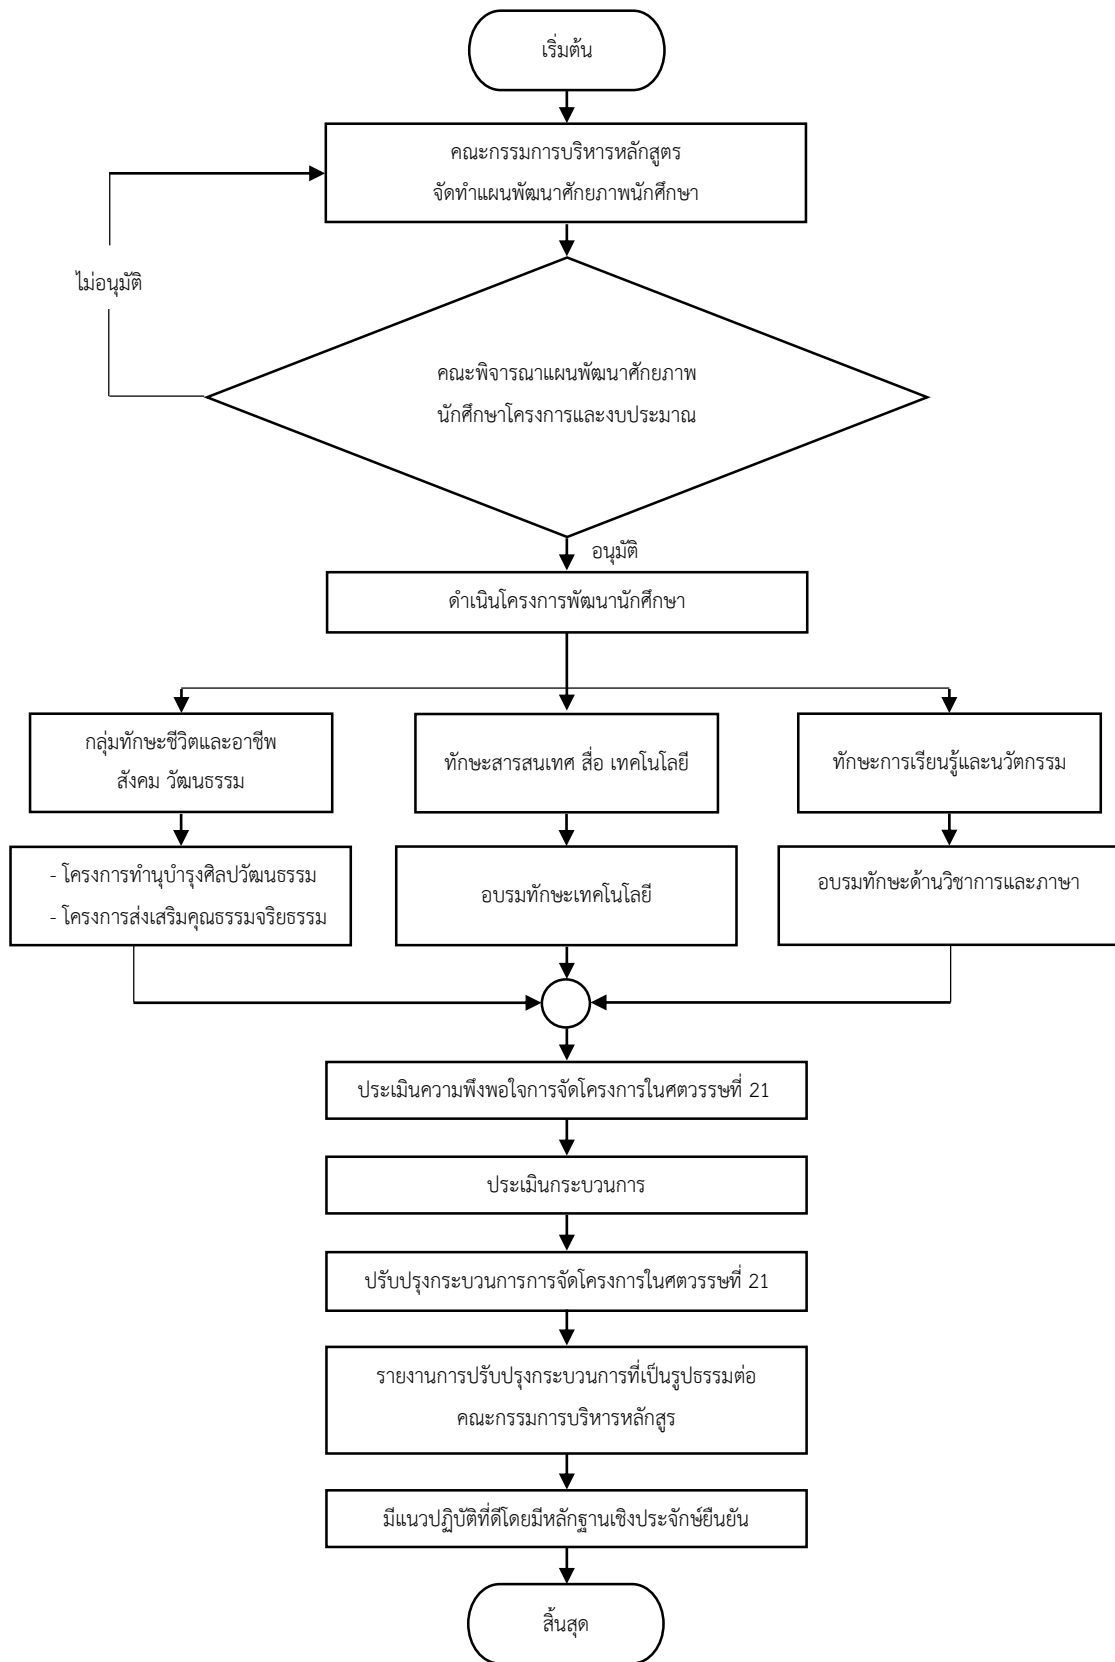 เริ่มต้น
คณะกรรมการบริหารหลักสูตร
จัดทำแผนพัฒนาศักยภาพนักศึกษา
ไม่อนุมัติ
คณะพิจารณาแผนพัฒนาศักยภาพ
นักศึกษาโครงการและงบประมาณ
อนุมัติ
ดำเนินโครงการพัฒนานักศึกษา
กลุ่มทักษะชีวิตและอาชีพ
สังคม วัฒนธรรม
ทักษะสารสนเทศ สื่อ เทคโนโลยี
ทักษะการเรียนรู้และนวัตกรรม
- โครงการทำนุบำรุงศิลปวัฒนธรรม
- โครงการส่งเสริมคุณธรรมจริยธรรม
อบรมทักษะเทคโนโลยี
อบรมทักษะด้านวิชาการและภาษา
ประเมินความพึงพอใจการจัดโครงการในศตวรรษที่ 21
ประเมินกระบวนการ
ปรับปรุงกระบวนการการจัดโครงการในศตวรรษที่ 21
รายงานการปรับปรุงกระบวนการที่เป็นรูปธรรมต่อ
คณะกรรมการบริหารหลักสูร
มีแนวปฏิบัติที่ดีโดยมีหลักฐานเชิงประจักษ์ยืนยัน
สิ้นสุด